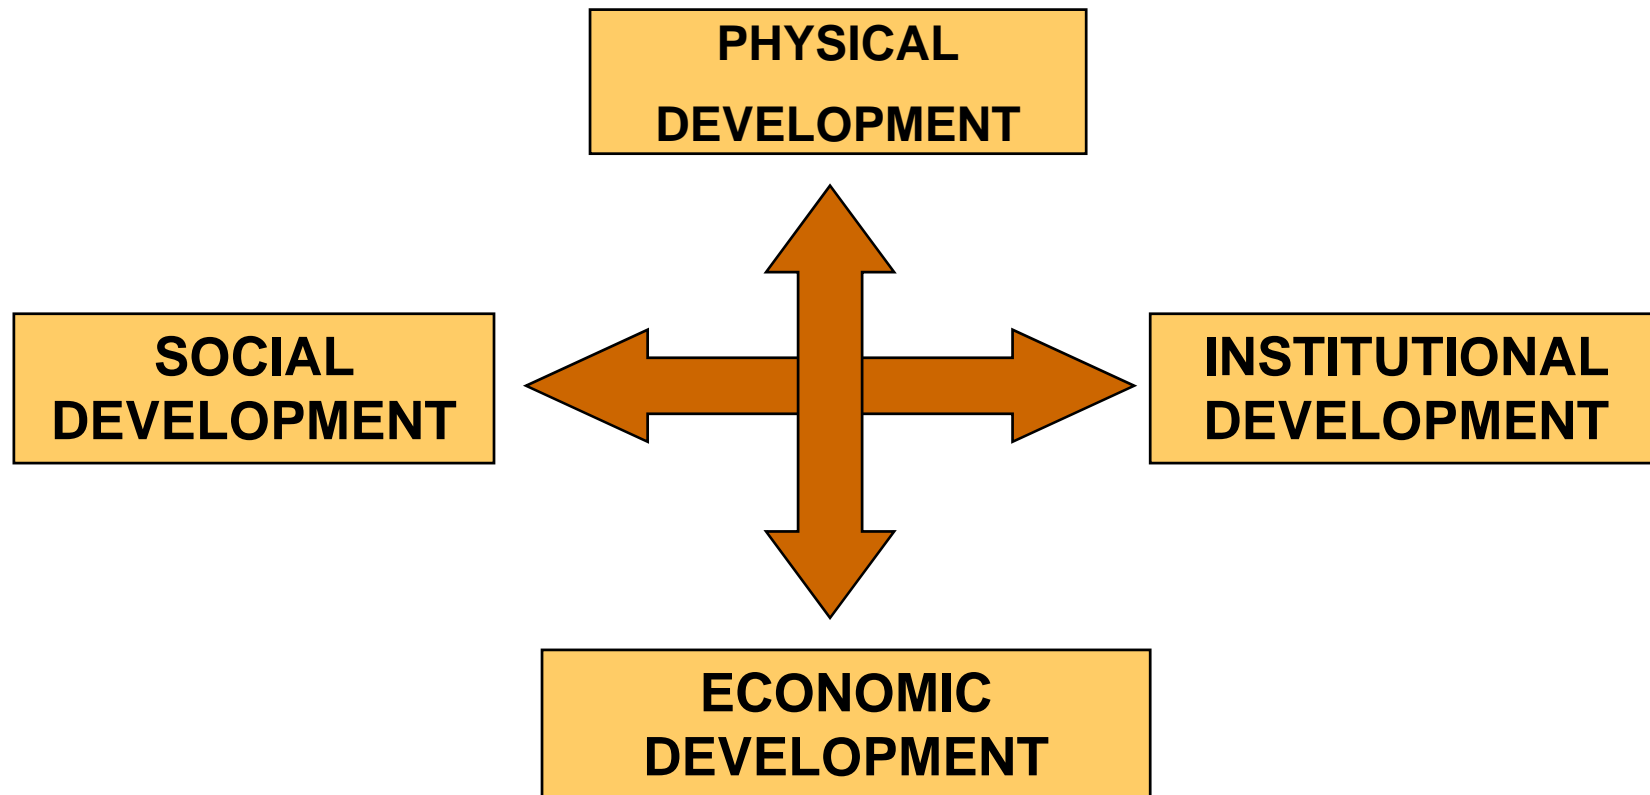 PHYSICAL
DEVELOPMENT
SOCIAL
DEVELOPMENT
INSTITUTIONAL
DEVELOPMENT
ECONOMIC
DEVELOPMENT